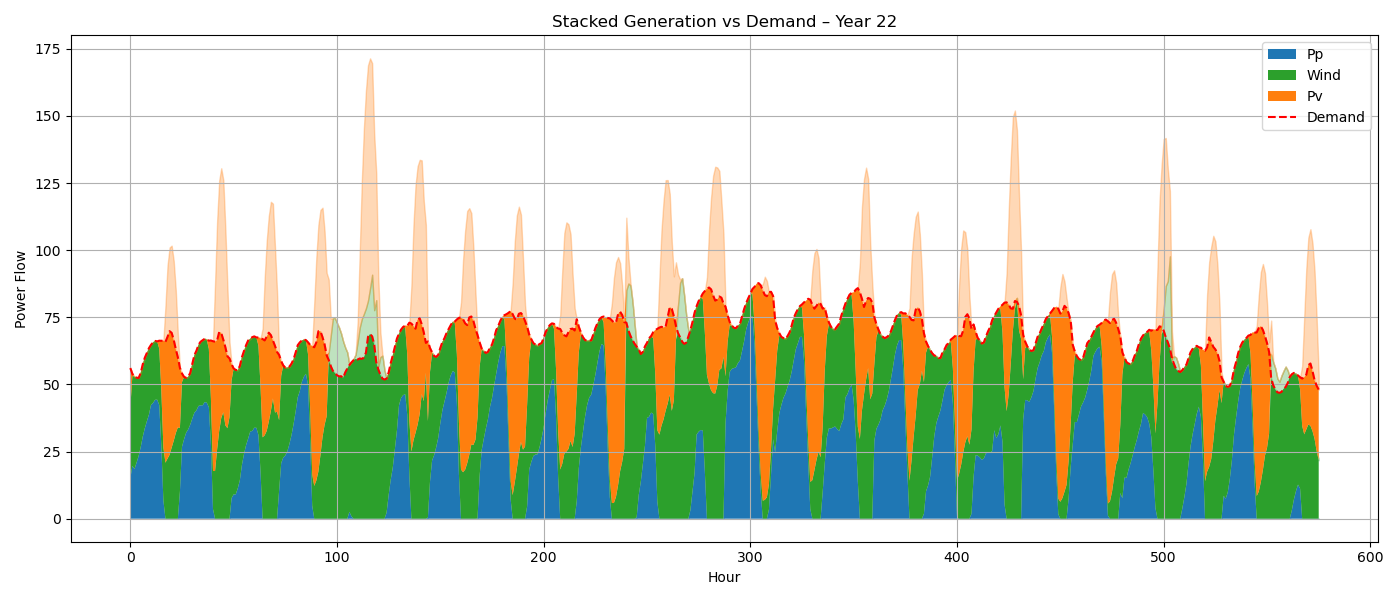 Stacked Generation vs Demand – Year 22
Power Flow
175
150
125
100
75
50
25
0
0 100 200 300 400 500 600
Hour
Pp
Wind
Pv
Demand